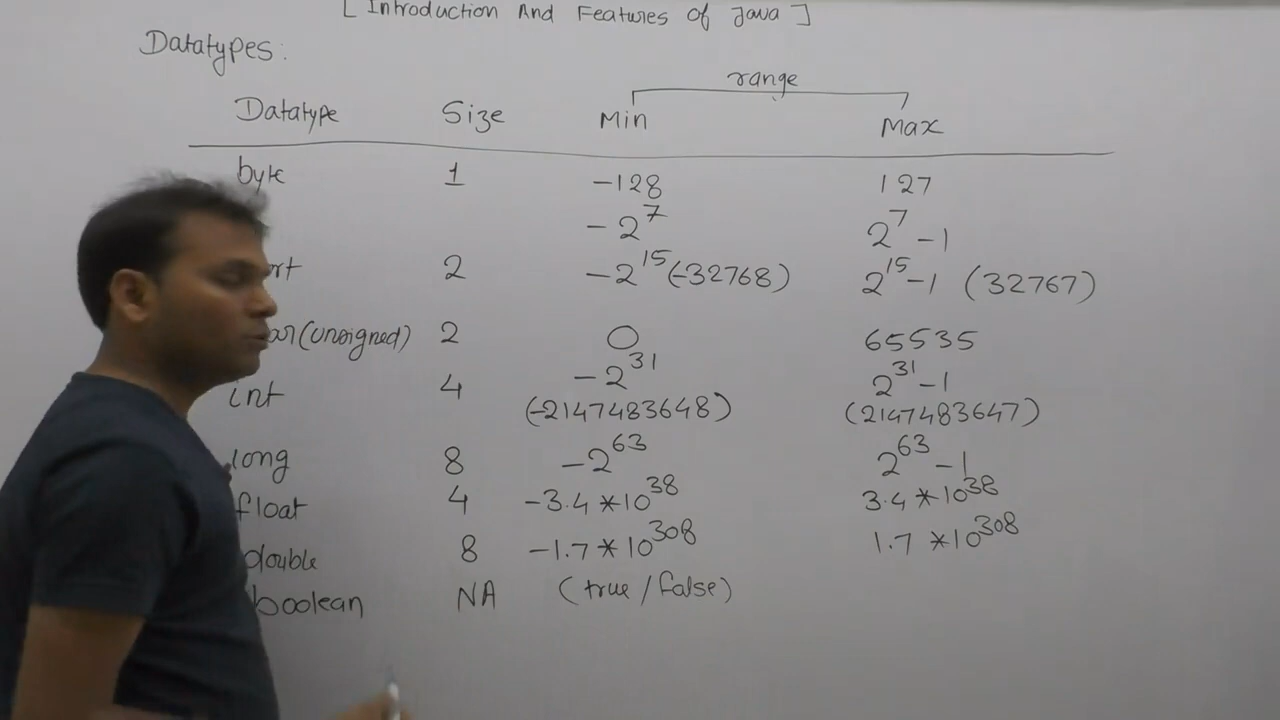 [ Introduction And Features of Java ]
Datatypes:
range
Datatype Size Min Max
byte 1 -128 127
-2^7 2^7 -1
rt 2 -2^15 (-32768) 2^15-1 (32767)
ar (unsigned) 2 0 65535
int 4 -2^31 2^31-1
(-2147483648) (2147483647)
long 8 -2^63 2^63 -1
float 4 -3.4 *10^38 3.4 *10^38
double 8 -1.7 *10^308 1.7 *10^308
boolean NA (true / false)